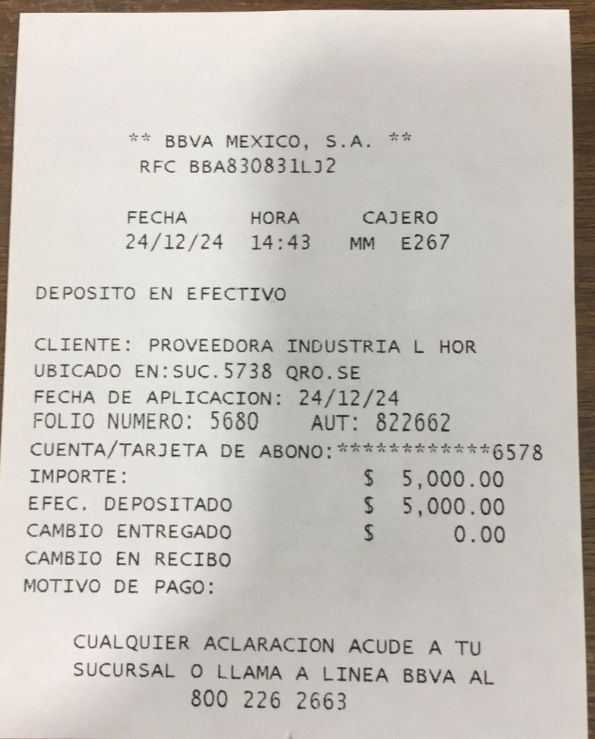 ** BBVA MEXICO, S.A. **
RFC BBA830831LJ2
FECHA HORA CAJERO
24/12/24 14:43 MM E267
DEPOSITO EN EFECTIVO
CLIENTE: PROVEEDORA INDUSTRIA L HOR
UBICADO EN:SUC.5738 QRO.SE
FECHA DE APLICACION: 24/12/24
FOLIO NUMERO: 5680 AUT: 822662
CUENTA/TARJETA DE ABONO:************6578
IMPORTE: $ 5,000.00
EFEC. DEPOSITADO $ 5,000.00
CAMBIO ENTREGADO $ 0.00
CAMBIO EN RECIBO
MOTIVO DE PAGO:
CUALQUIER ACLARACION ACUDE A TU
SUCURSAL O LLAMA A LINEA BBVA AL
800 226 2663